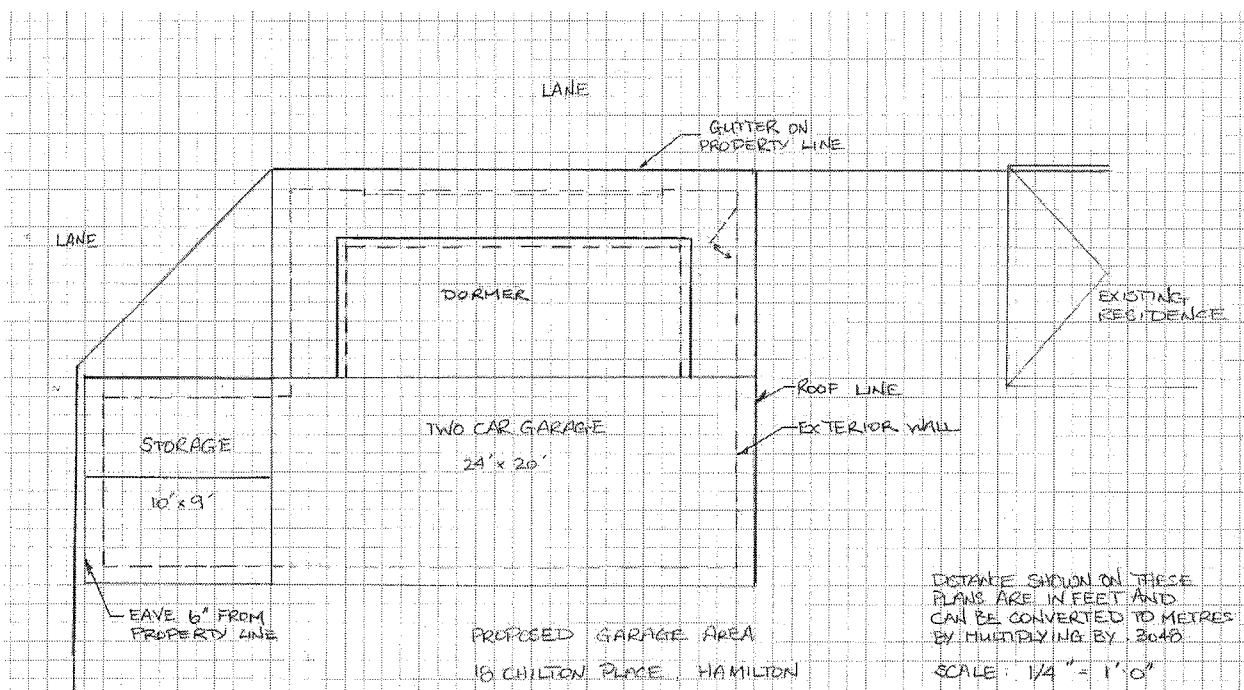 LANE
GUTTER ON
PROPERTY LINE
LANE
DORMER
EXISTING
RESIDENCE
ROOF LINE
EXTERIOR WALL
TWO CAR GARAGE
24' x 20'
STORAGE
10' x 9'
EAVE 6" FROM
PROPERTY LINE
DISTANCE SHOWN ON THESE
PLANS ARE IN FEET AND
CAN BE CONVERTED TO METRES
BY MULTIPLYING BY .3048
SCALE: 1/4" = 1'-0"
PROPOSED GARAGE AREA
18 CHILTON PLACE, HAMILTON